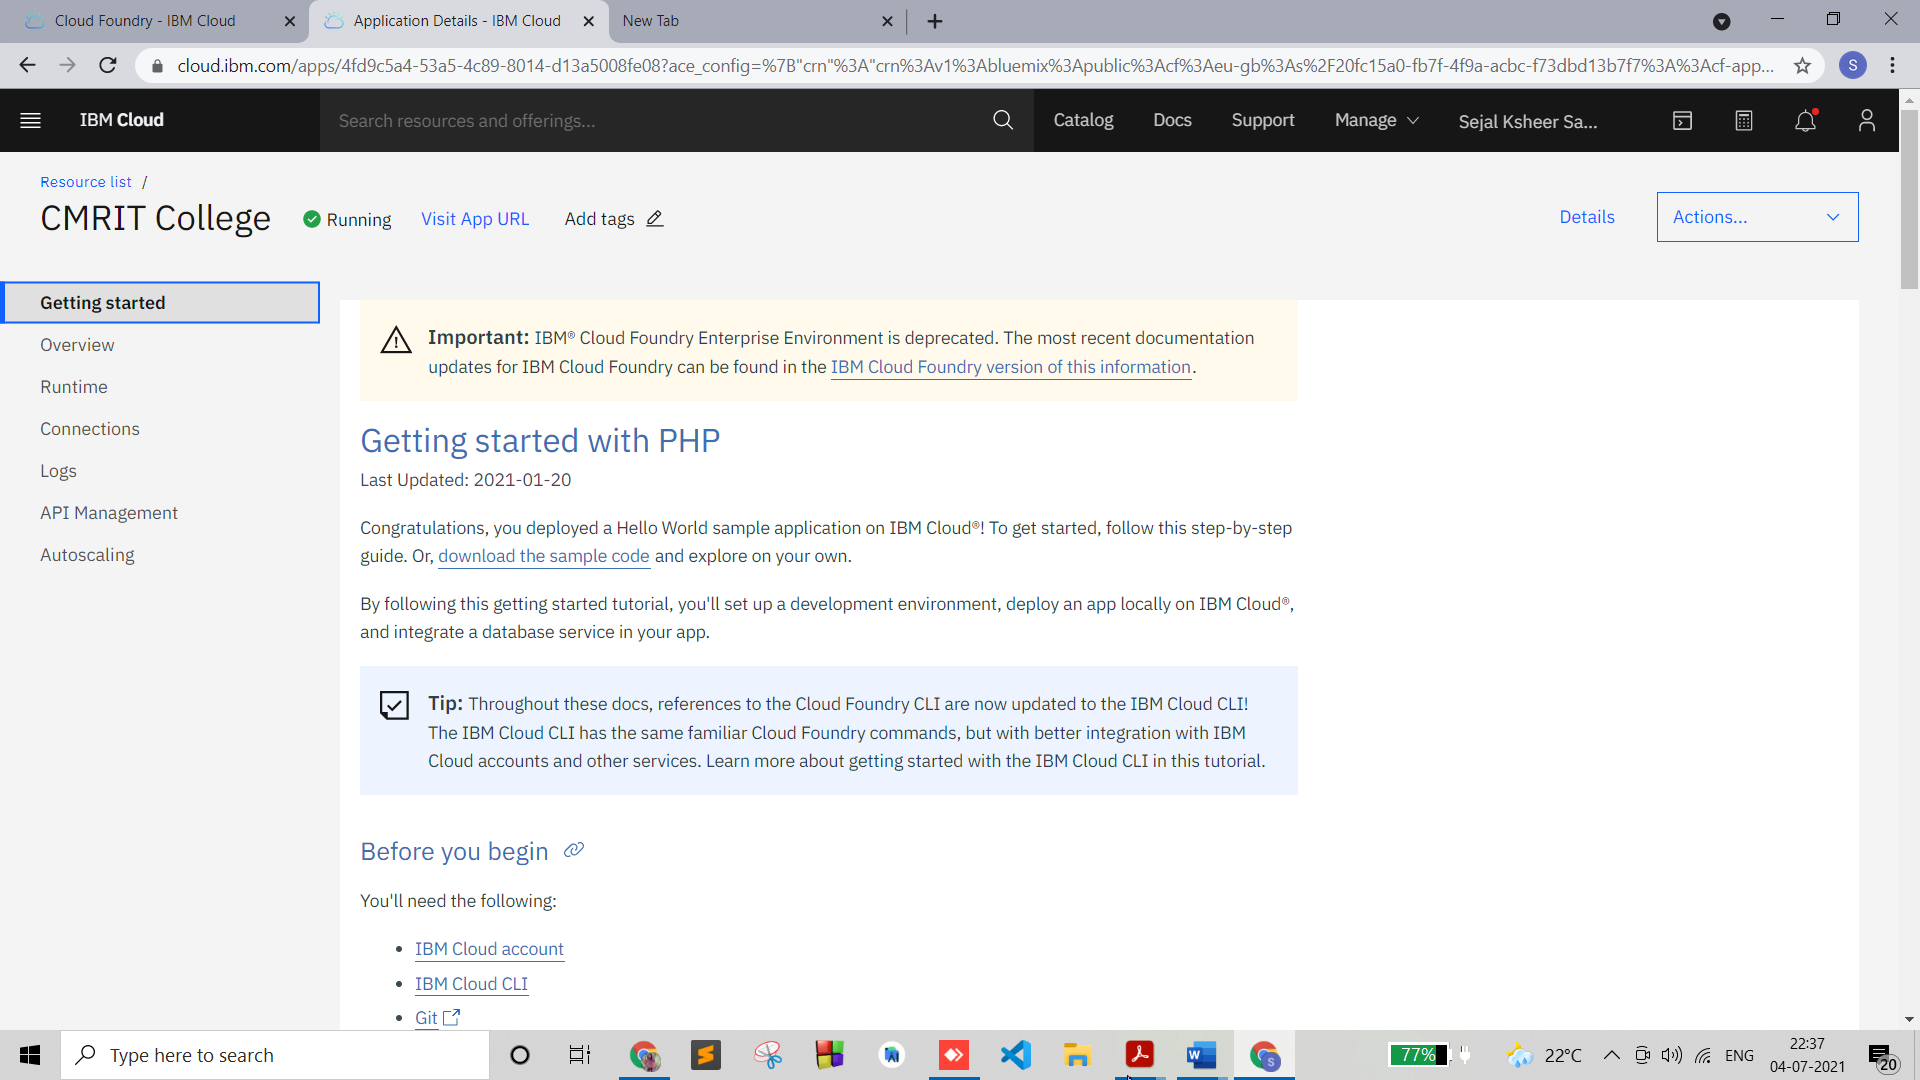 Cloud Foundry - IBM Cloud
Application Details - IBM Cloud
New Tab
cloud.ibm.com/apps/4fd9c5a4-53a5-4c89-8014-d13a5008fe08?ace_config=%7B"crn"%3A"crn%3Av1%3Abluemix%3Apublic%3Acf%3Aeu-gb%3As%2F20fc15a0-fb7f-4f9a-acbc-f73dbd13b7f7%3A%3Acf-app...
S
IBM Cloud
Search resources and offerings...
Catalog
Docs
Support
Manage
Sejal Ksheer Sa...
Resource list /
CMRIT College
Running
Visit App URL
Add tags
Details
Actions...
Getting started
Overview
Runtime
Connections
Logs
API Management
Autoscaling
Important: IBM® Cloud Foundry Enterprise Environment is deprecated. The most recent documentation
updates for IBM Cloud Foundry can be found in the IBM Cloud Foundry version of this information.
Getting started with PHP
Last Updated: 2021-01-20
Congratulations, you deployed a Hello World sample application on IBM Cloud®! To get started, follow this step-by-step
guide. Or, download the sample code and explore on your own.
By following this getting started tutorial, you'll set up a development environment, deploy an app locally on IBM Cloud®,
and integrate a database service in your app.
Tip: Throughout these docs, references to the Cloud Foundry CLI are now updated to the IBM Cloud CLI!
The IBM Cloud CLI has the same familiar Cloud Foundry commands, but with better integration with IBM
Cloud accounts and other services. Learn more about getting started with the IBM Cloud CLI in this tutorial.
Before you begin
You'll need the following:
• IBM Cloud account
• IBM Cloud CLI
• Git
Type here to search
77%
22°C
ENG
22:37
04-07-2021
20